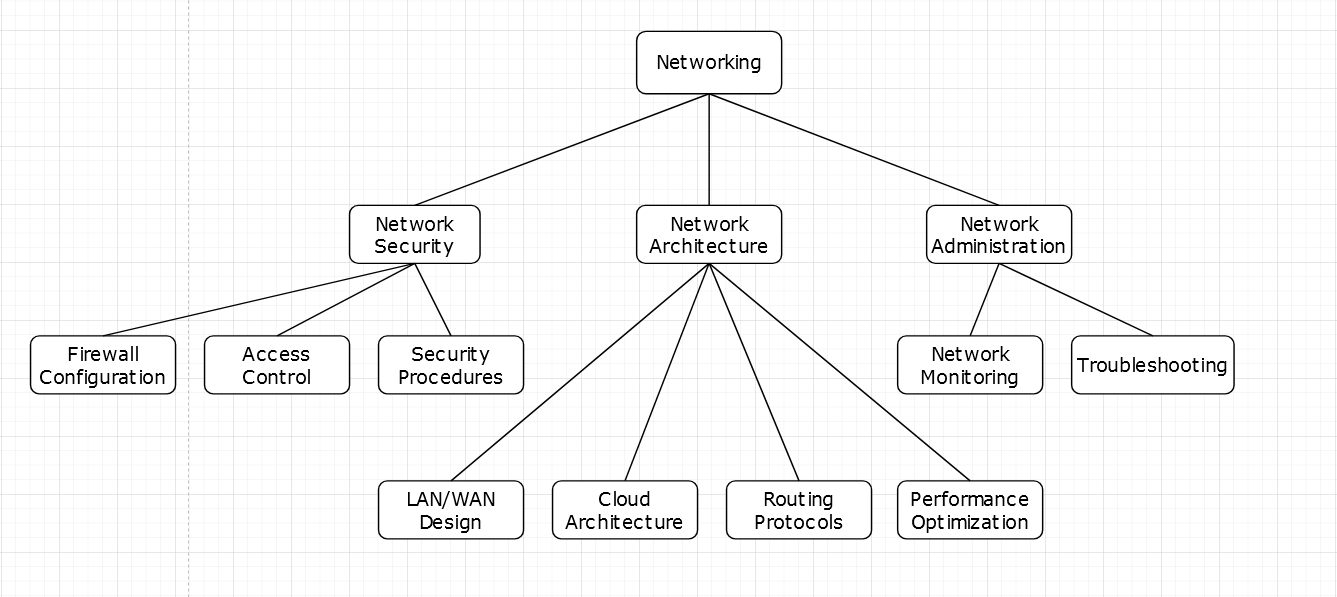 Networking
Network
Security
Network
Architecture
Network
Administration
Firewall
Configuration
Access
Control
Security
Procedures
Network
Monitoring
Troubleshooting
LAN/WAN
Design
Cloud
Architecture
Routing
Protocols
Performance
Optimization